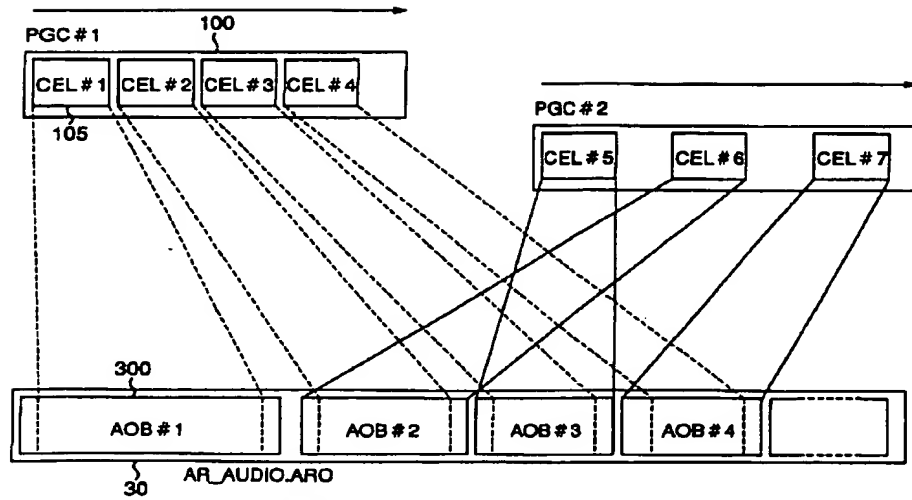 100
PGC#1
CEL#1 CEL#2 CEL#3 CEL#4
105
PGC#2
CEL#5 CEL#6 CEL#7
300
AOB#1 AOB#2 AOB#3 AOB#4
30 AR_AUDIO.ARO